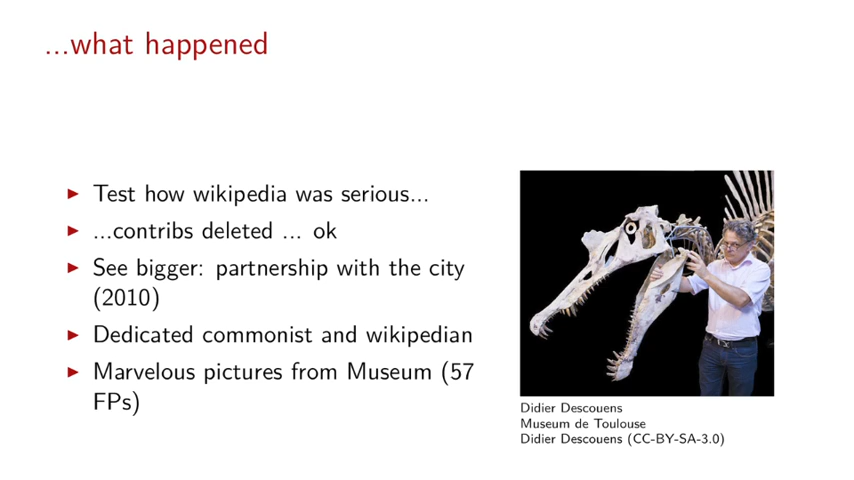 ...what happened
Test how wikipedia was serious...
...contribs deleted ... ok
See bigger: partnership with the city
(2010)
Dedicated commonist and wikipedian
Marvelous pictures from Museum (57
FPs)
Didier Descouens
Museum de Toulouse
Didier Descouens (CC-BY-SA-3.0)